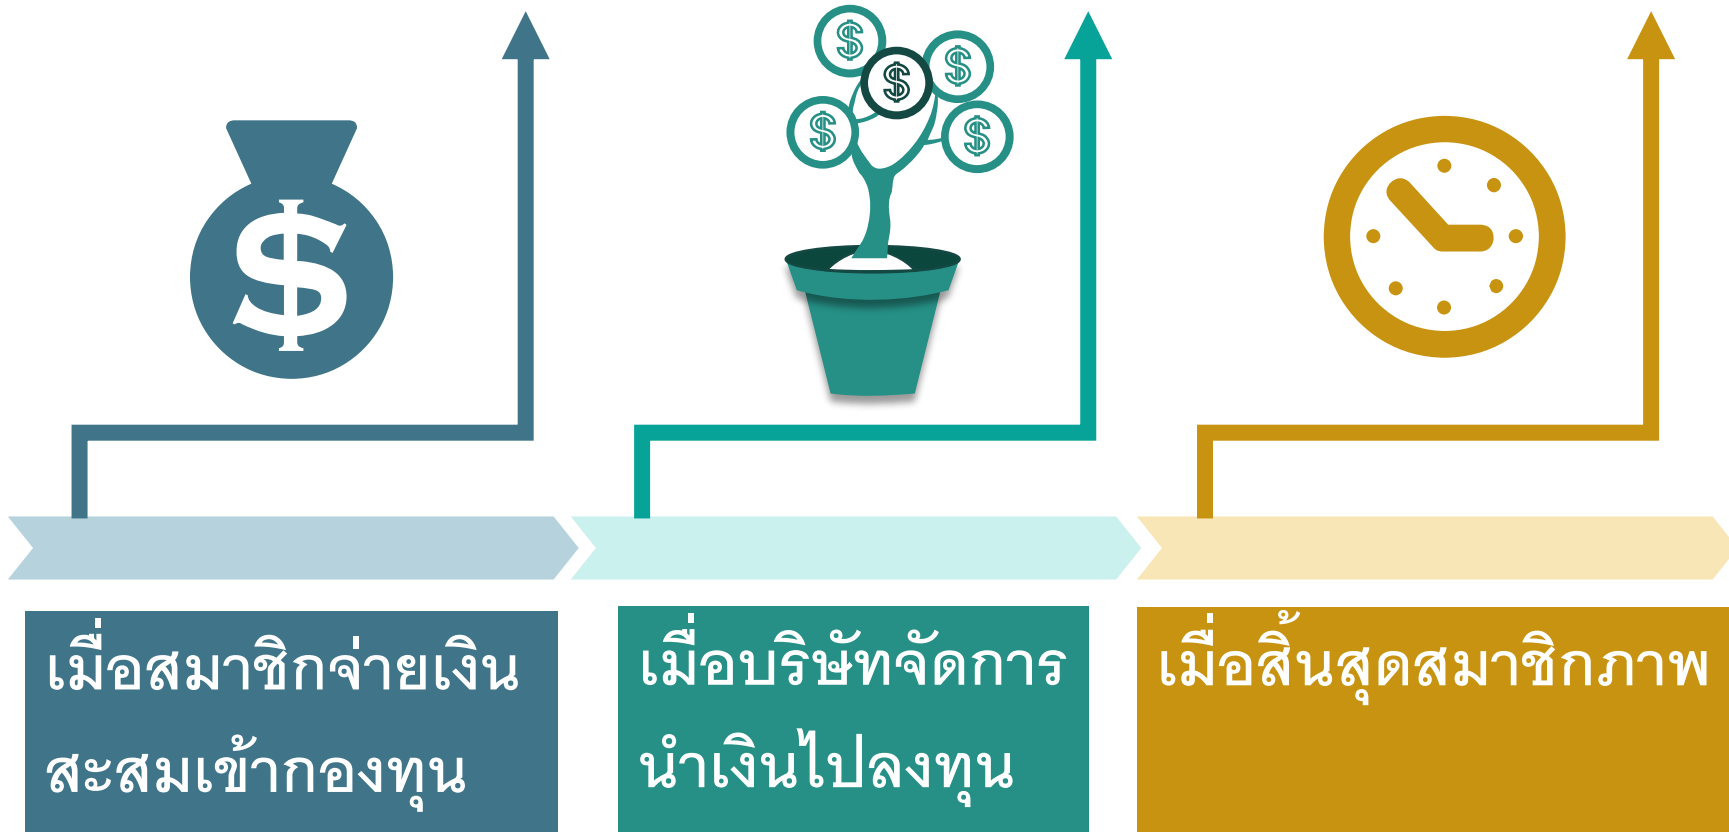 เมื่อสมาชิกจ่ายเงิน
สะสมเข้ากองทุน
เมื่อบริษัทจัดการ
นำเงินไปลงทุน
เมื่อสิ้นสุดสมาชิกภาพ